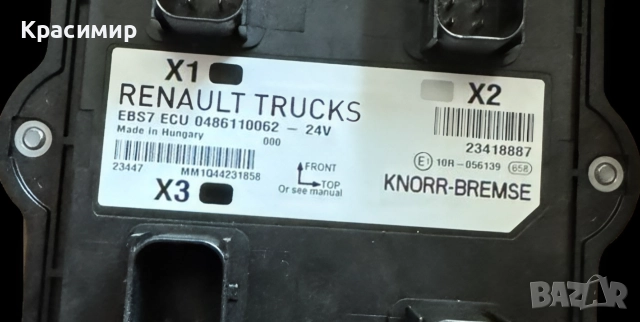 Красимир
X1
X2
RENAULT TRUCKS
EBS7 ECU 0486110062 - 24V
Made in Hungary
000
23418887
23447
MM1Q44231858
FRONT
TOP
Or see manual
E1 10R - 056139 658
X3
KNORR-BREMSE
BAZAR